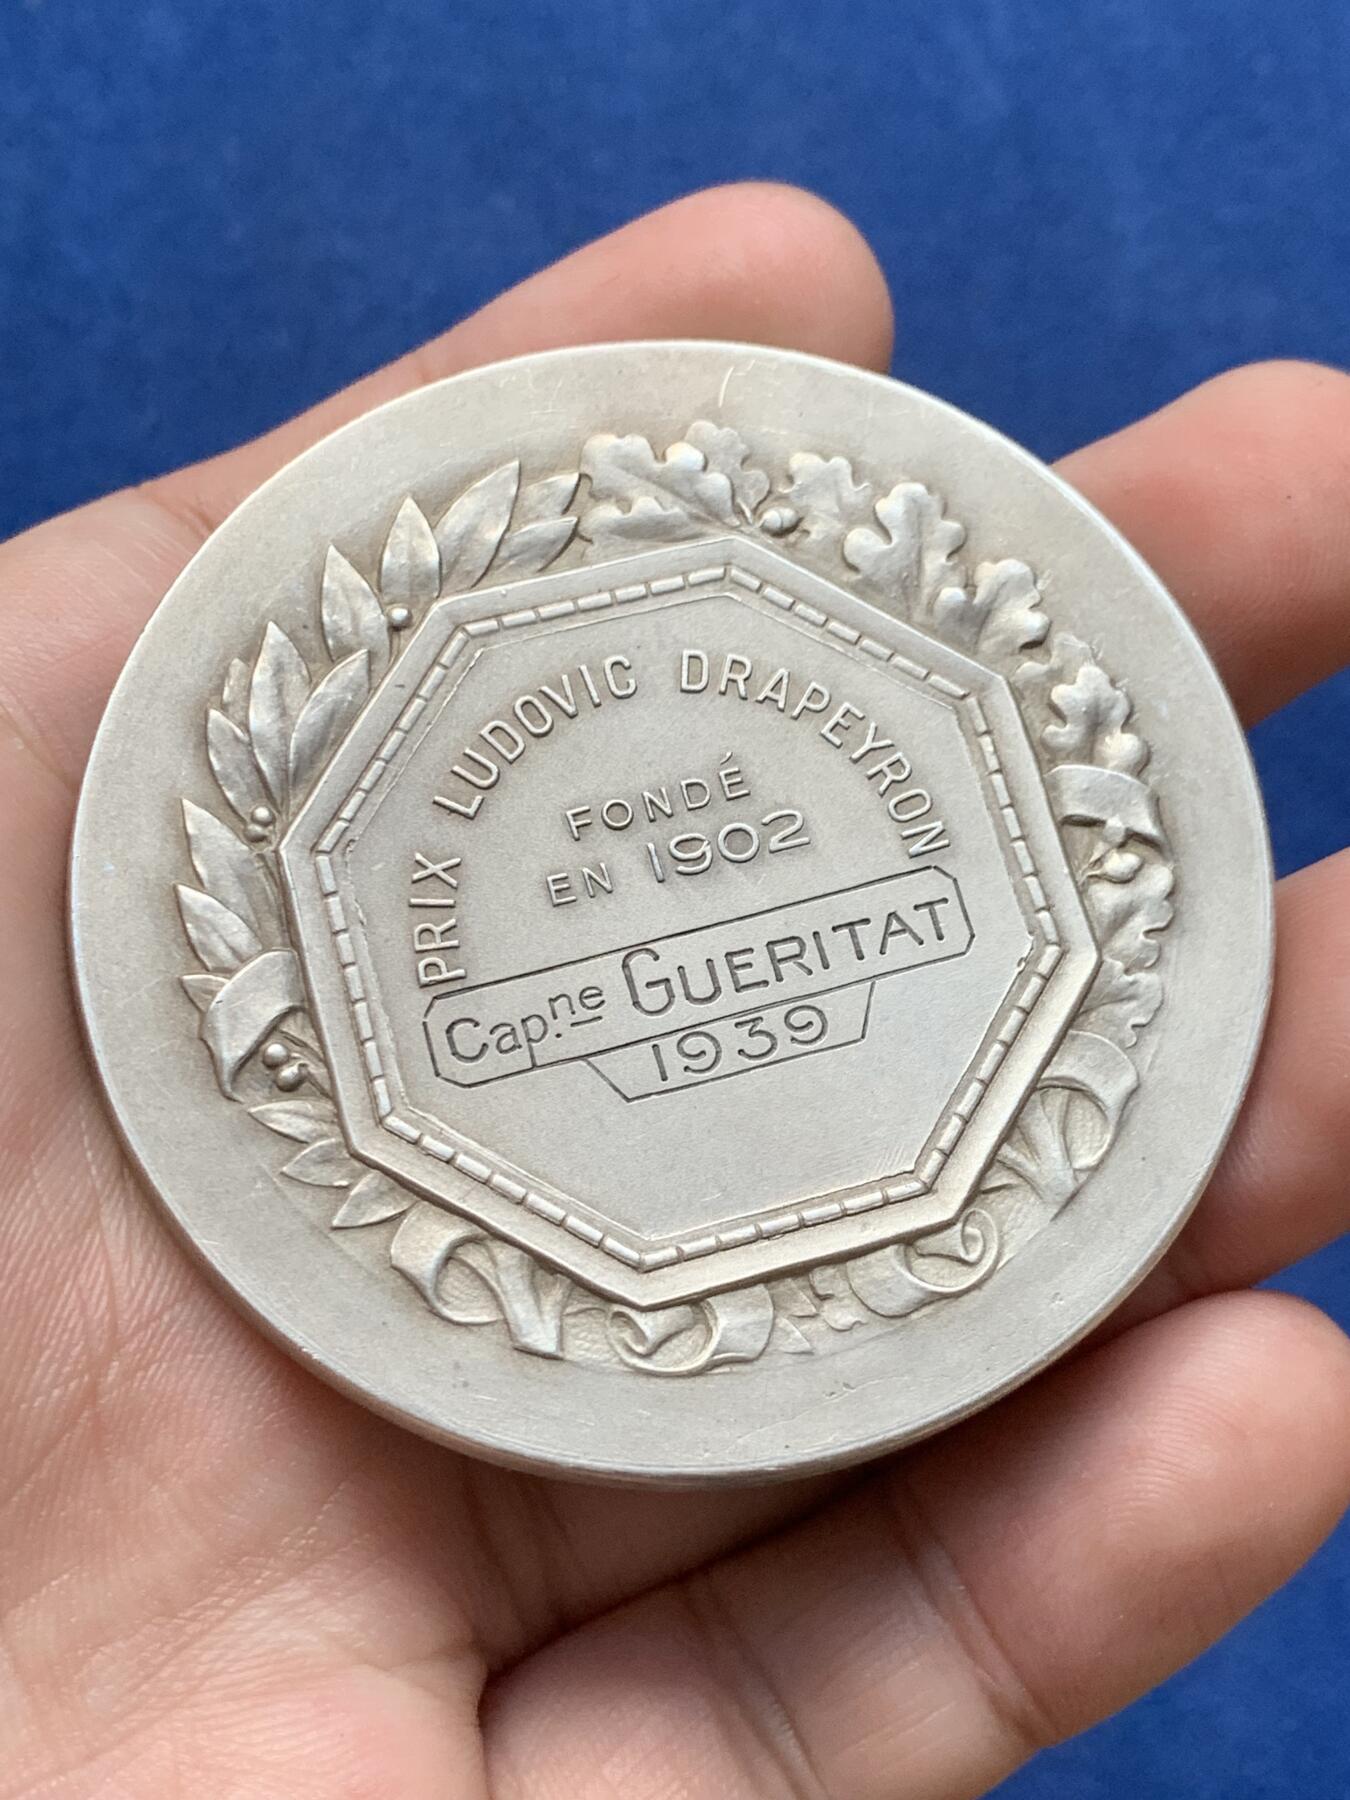 PRIX LUDOVIC DRAPEYRON
FONDÉ
EN 1902
Cap.ne GUERITAT
1939